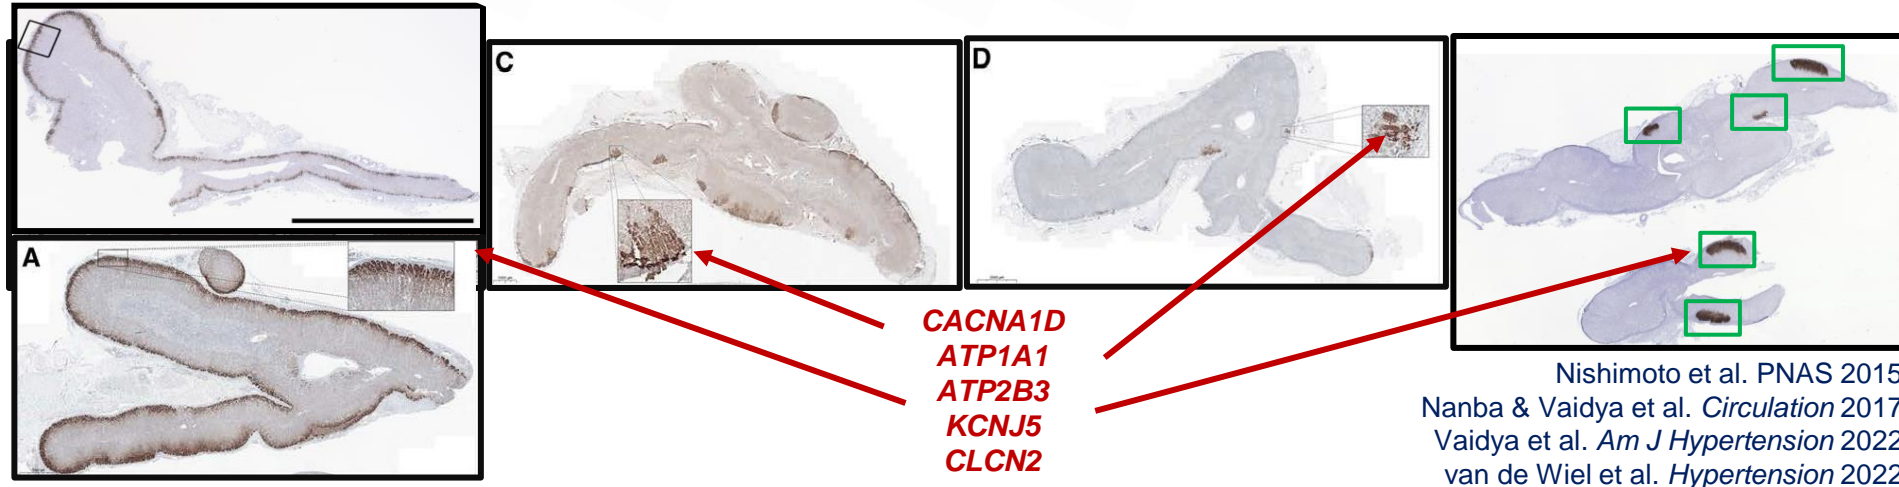 C
D
A
CACNA1D
ATP1A1
ATP2B3
KCNJ5
CLCN2
Nishimoto et al. PNAS 2015
Nanba & Vaidya et al. Circulation 2017
Vaidya et al. Am J Hypertension 2022
van de Wiel et al. Hypertension 2022